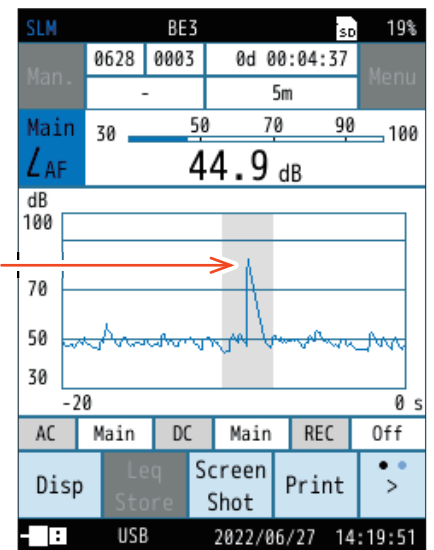 SLM BE3 SD 19%
Man. 0628 0003 0d 00:04:37 Menu
- 5m
Main 30 50 70 90 100
LAF 44.9 dB
dB
100
70
50
30
-20 0 s
AC Main DC Main REC Off
Disp Leq Store Screen Shot Print >
USB 2022/06/27 14:19:51